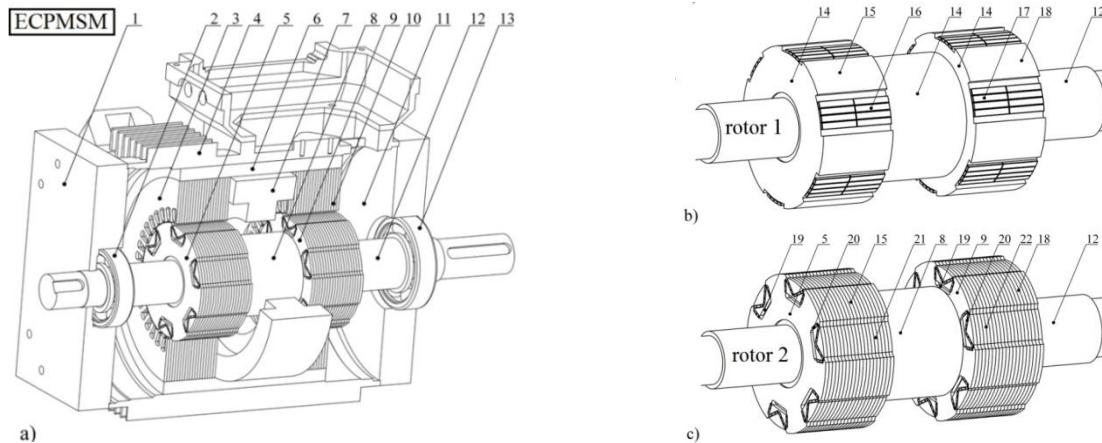 ECPMSM
1 2 3 4 5 6 7 8 9 10 11 12 13
a)
14 15 16 14 14 17 18 12
rotor 1
b)
19 5 20 15 21 8 19 9 20 22 18 12
rotor 2
c)